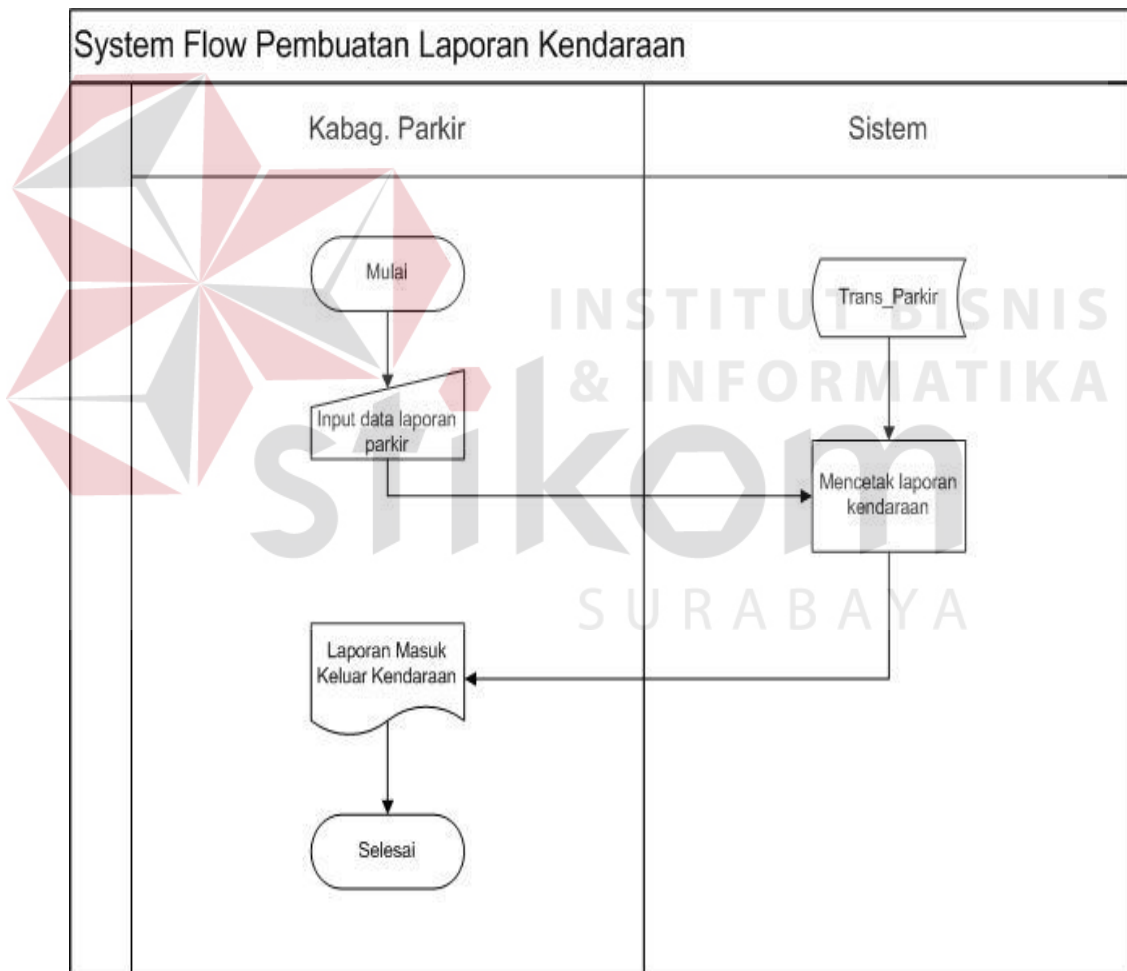 System Flow Pembuatan Laporan Kendaraan
Kabag. Parkir
Sistem
Mulai
Trans_Parkir
INSTITUT BISNIS
& INFORMATIKA
Input data laporan
parkir
stikom
Mencetak laporan
kendaraan
SURABAYA
Laporan Masuk
Keluar Kendaraan
Selesai